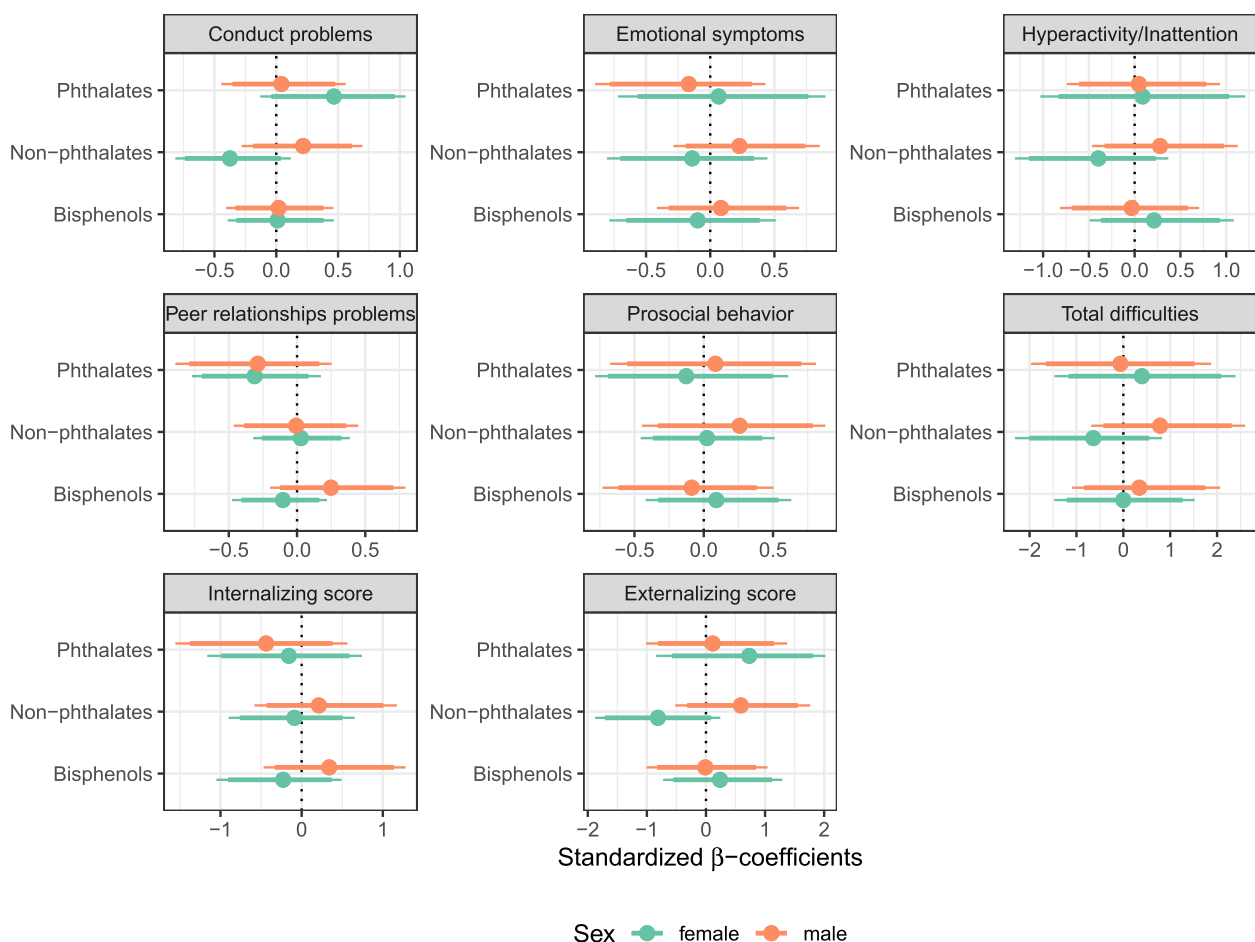 Conduct problems
Emotional symptoms
Hyperactivity/Inattention
Phthalates
Non−phthalates
Bisphenols
−0.5 0.0 0.5 1.0
Phthalates
Non−phthalates
Bisphenols
−0.5 0.0 0.5
Phthalates
Non−phthalates
Bisphenols
−1.0 −0.5 0.0 0.5 1.0
Peer relationships problems
Prosocial behavior
Total difficulties
Phthalates
Non−phthalates
Bisphenols
−0.5 0.0 0.5
Phthalates
Non−phthalates
Bisphenols
−0.5 0.0 0.5
Phthalates
Non−phthalates
Bisphenols
−2 −1 0 1 2
Internalizing score
Externalizing score
Phthalates
Non−phthalates
Bisphenols
−1 0 1
Phthalates
Non−phthalates
Bisphenols
−2 −1 0 1 2
Standardized β−coefficients
Sex female male